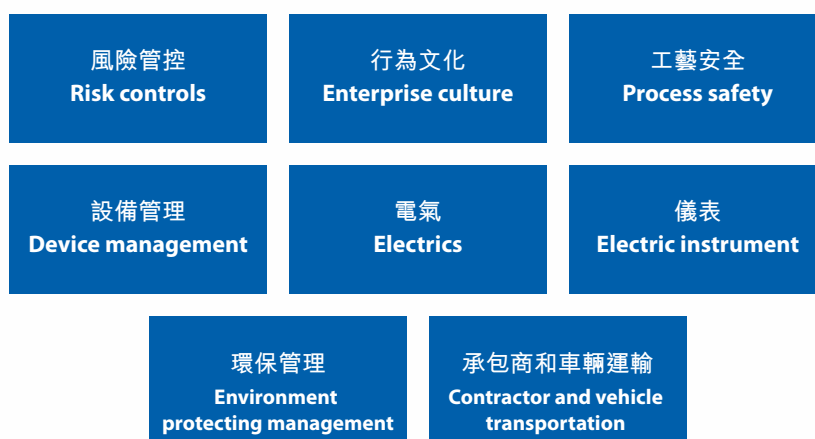 風險管控
Risk controls
行為文化
Enterprise culture
工藝安全
Process safety
設備管理
Device management
電氣
Electrics
儀表
Electric instrument
環保管理
Environment
protecting management
承包商和車輛運輸
Contractor and vehicle
transportation